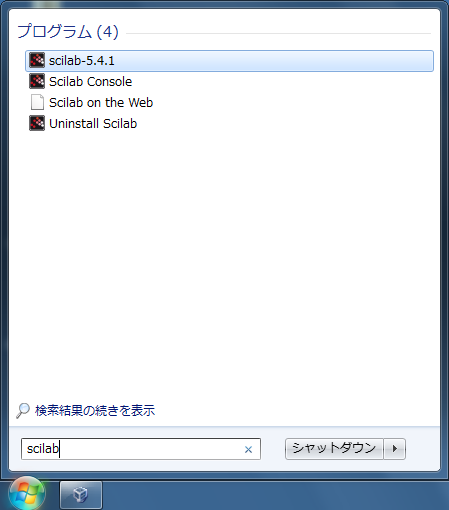 プログラム (4)
scilab-5.4.1
Scilab Console
Scilab on the Web
Uninstall Scilab
検索結果の続きを表示
scilab
シャットダウン